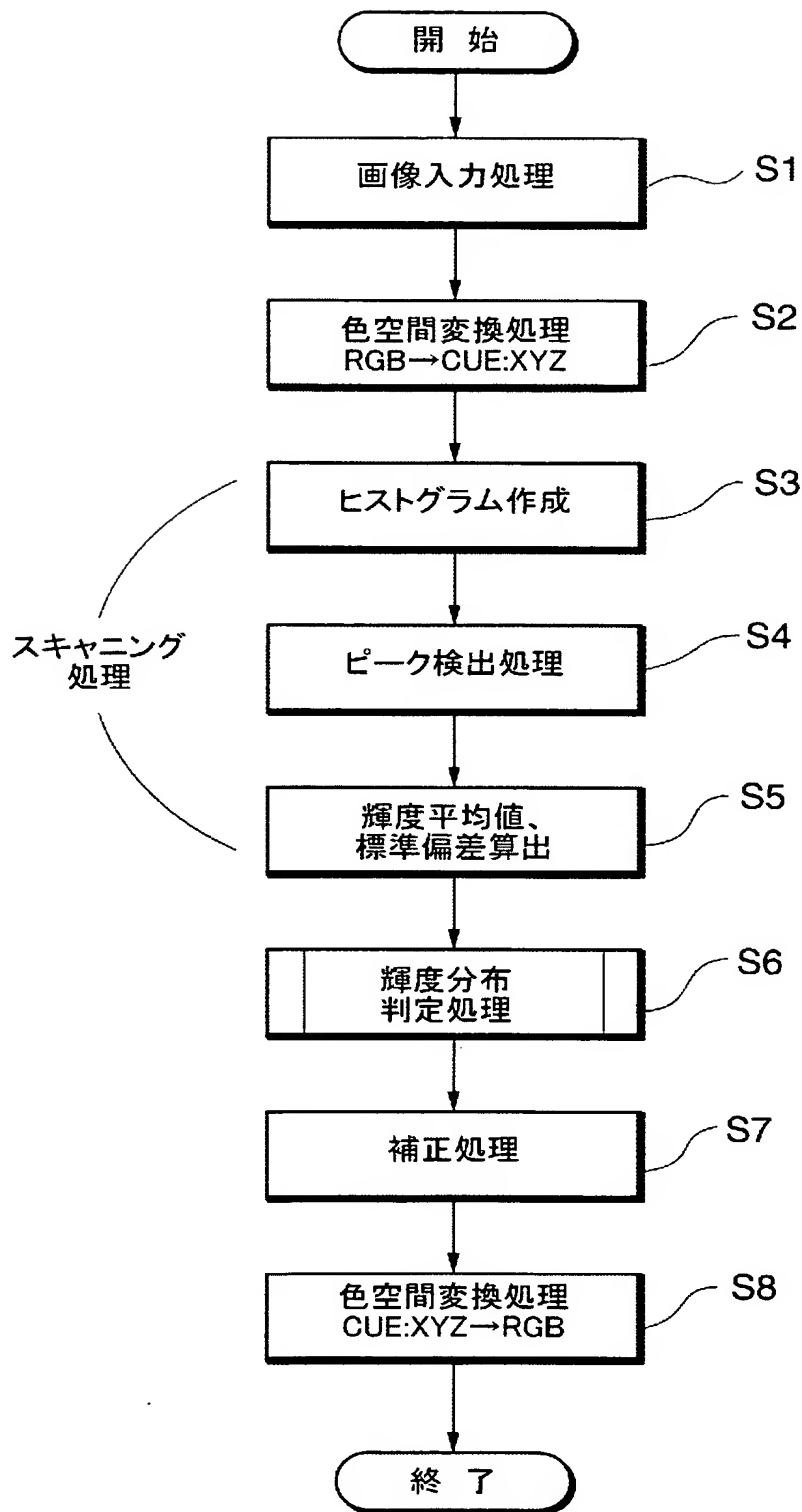 開 始
画像入力処理
S1
色空間変換処理
RGB→CUE:XYZ
S2
ヒストグラム作成
S3
スキャニング
処理
ピーク検出処理
S4
輝度平均値、
標準偏差算出
S5
輝度分布
判定処理
S6
補正処理
S7
色空間変換処理
CUE:XYZ→RGB
S8
終 了